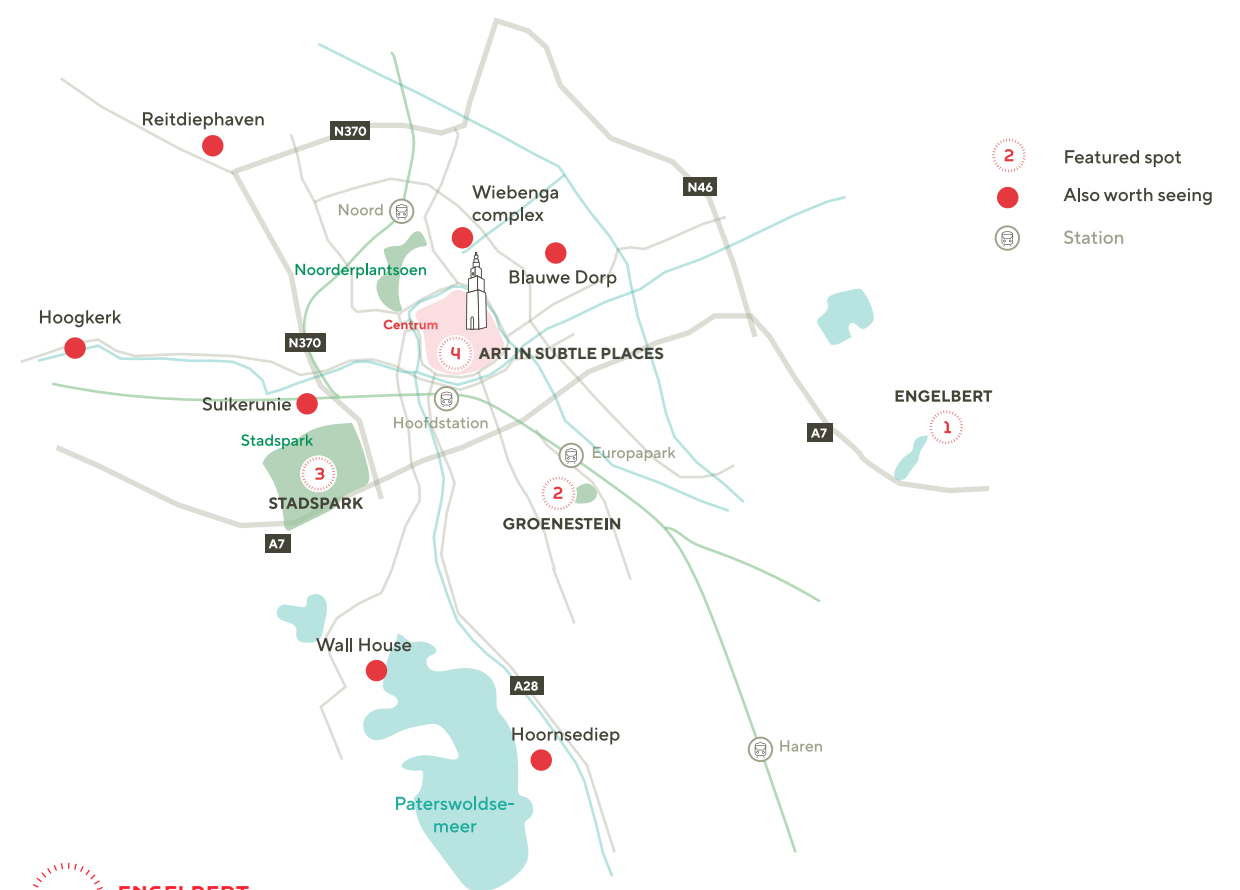 Reitdiephaven
N370
2
Featured spot
N46
Also worth seeing
Wiebenga
complex
Noord
Station
Noorderplantsoen
Blauwe Dorp
Hoogkerk
Centrum
N370
4
ART IN SUBTLE PLACES
ENGELBERT
Suikerunie
Hoofdstation
1
A7
Stadspark
Europapark
3
2
STADSPARK
GROENESTEIN
A7
Wall House
A28
Hoornsediep
Haren
Paterswoldse-
meer